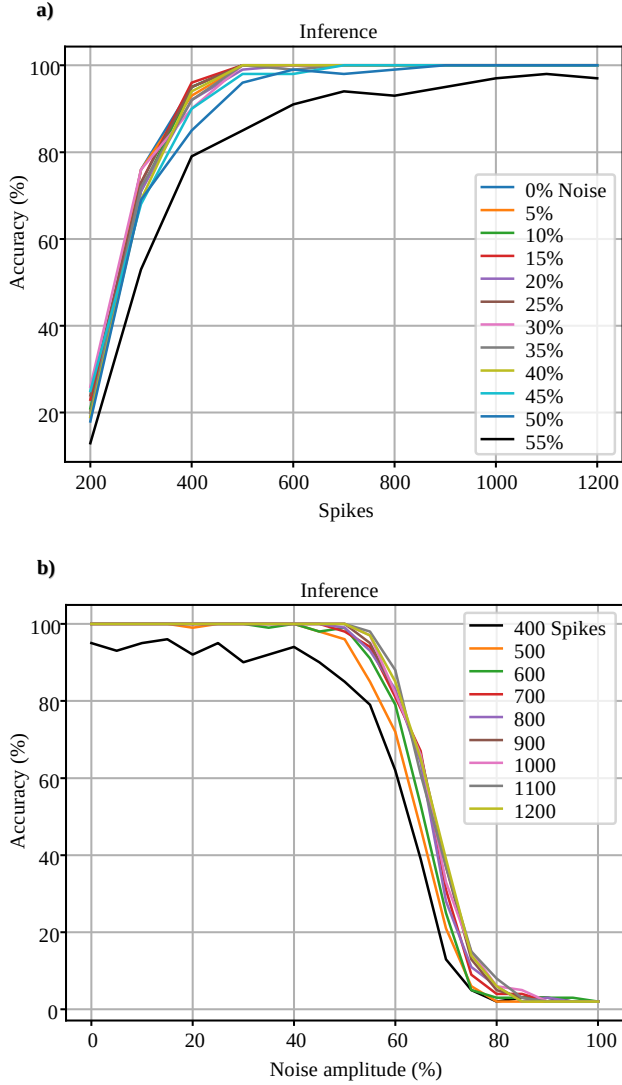 a)
Inference
Accuracy (%)
100
80
60
40
20
0% Noise
5%
10%
15%
20%
25%
30%
35%
40%
45%
50%
55%
200 400 600 800 1000 1200
Spikes
b)
Inference
Accuracy (%)
100
80
60
40
20
0
400 Spikes
500
600
700
800
900
1000
1100
1200
0 20 40 60 80 100
Noise amplitude (%)